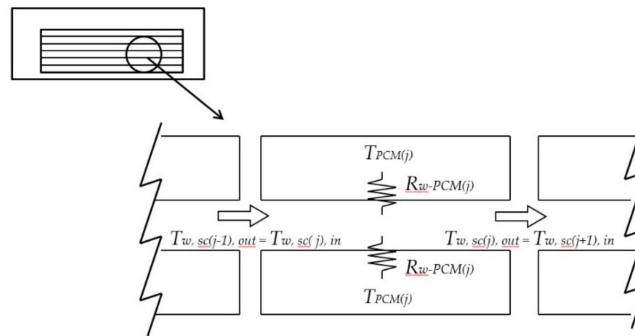 TPCM(j)
Rw-PCM(j)
Tw, sc(j-1), out = Tw, sc( j), in
Tw, sc(j), out = Tw, sc(j+1), in
Rw-PCM(j)
TPCM(j)